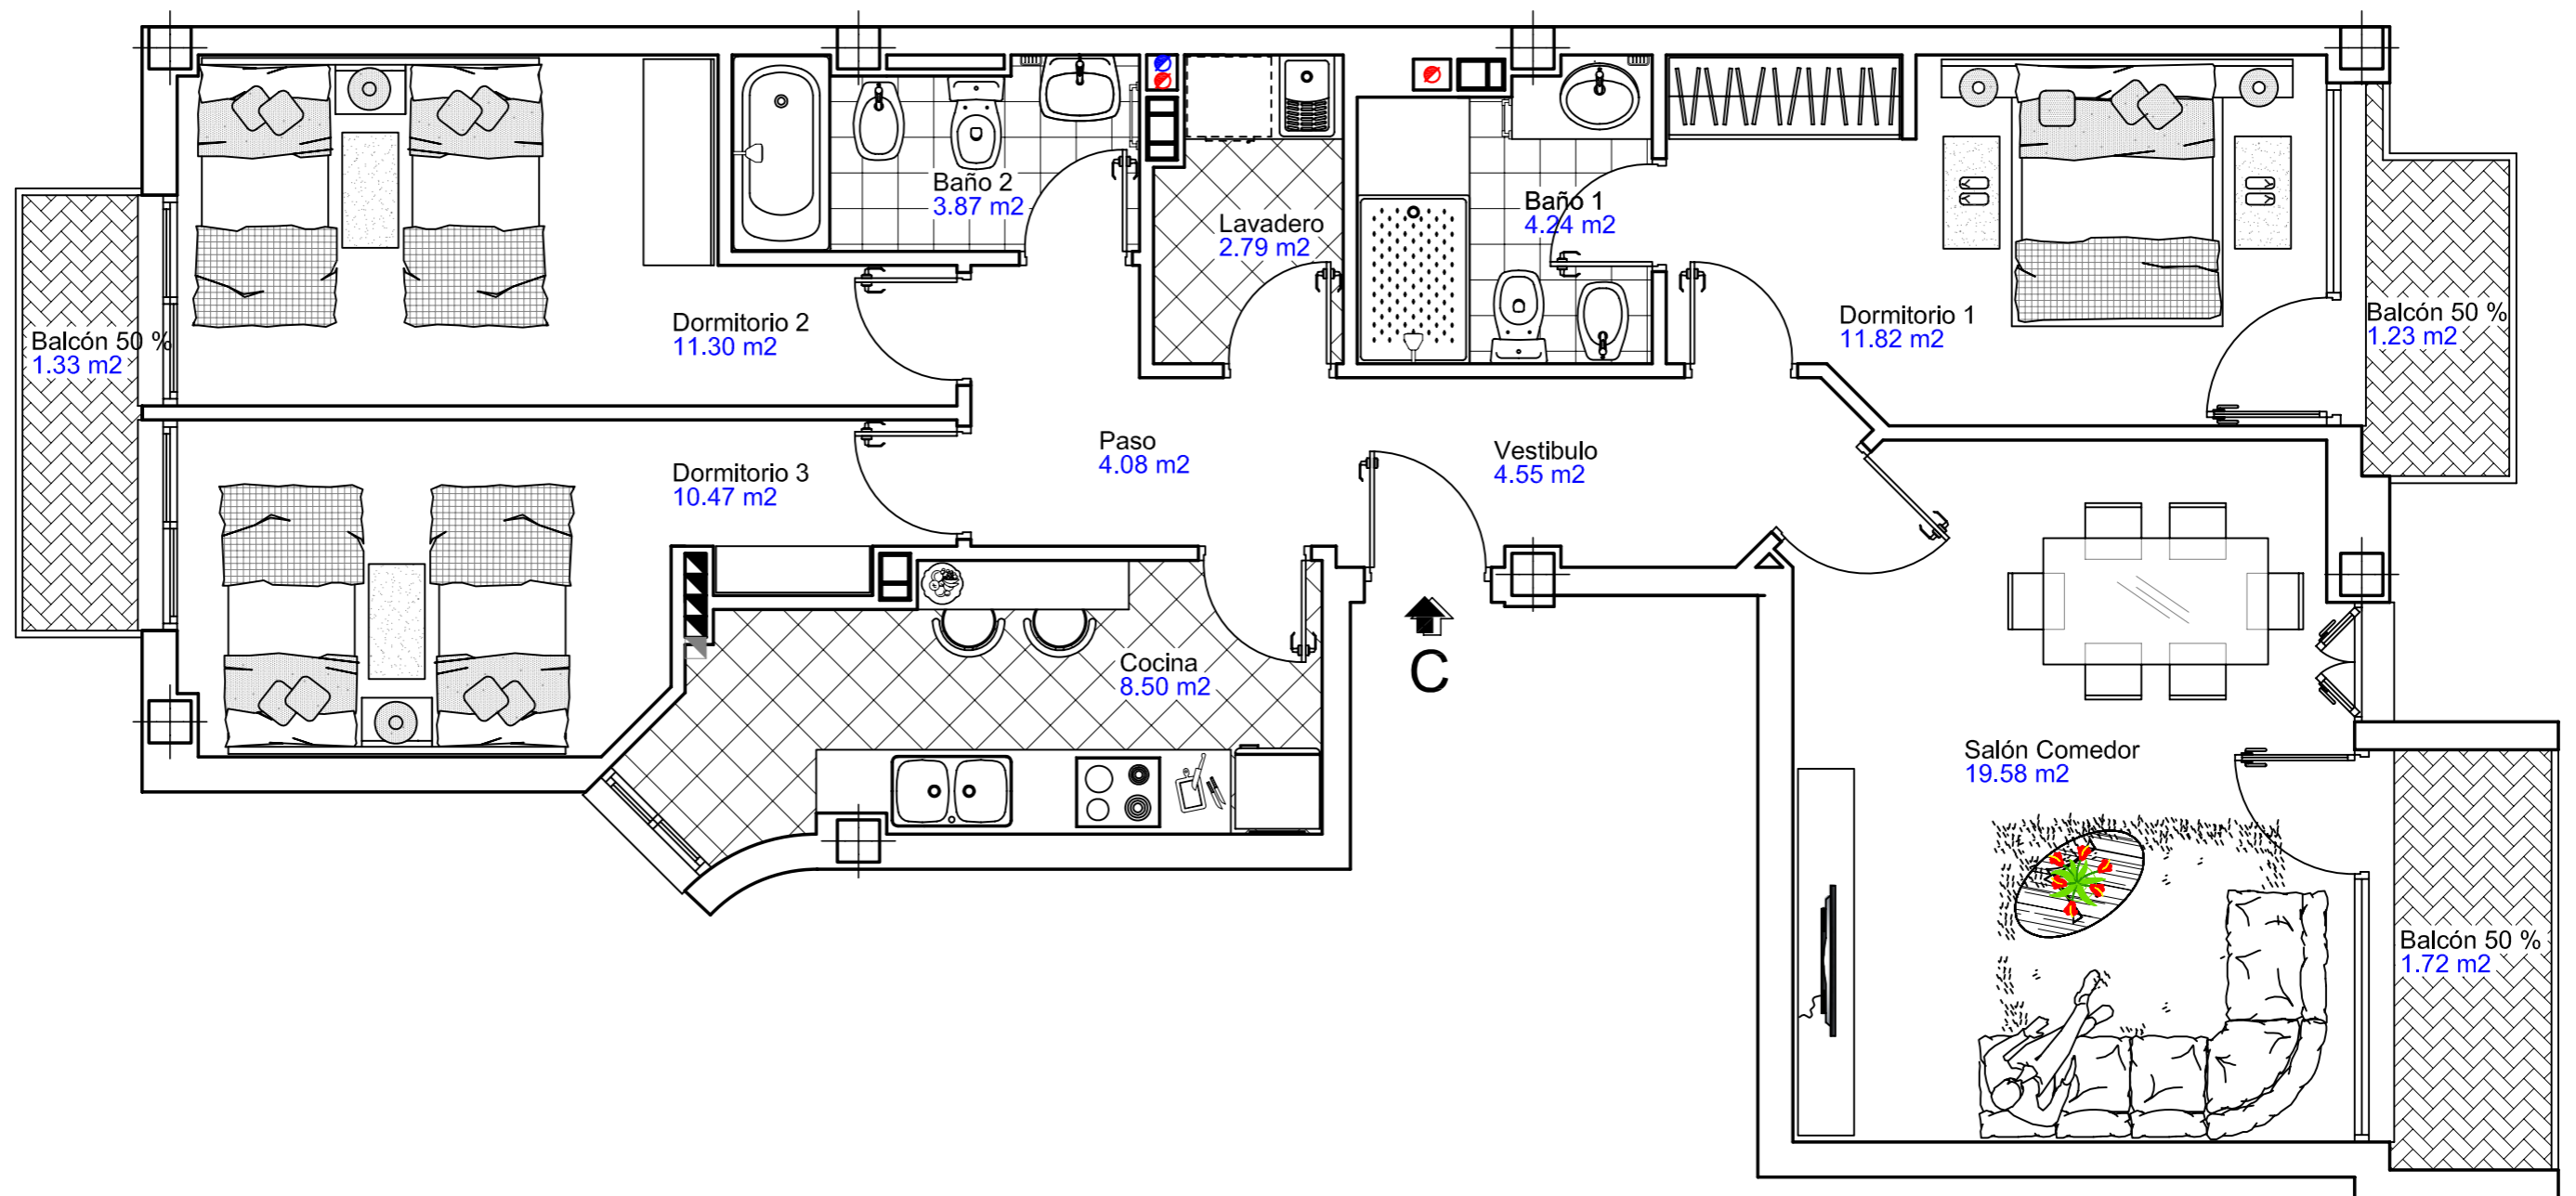 Baño 2
3.87 m2
Lavadero
2.79 m2
Baño 1
4.24 m2
Dormitorio 2
11.30 m2
Dormitorio 1
11.82 m2
Balcón 50 %
1.33 m2
Balcón 50 %
1.23 m2
Dormitorio 3
10.47 m2
Paso
4.08 m2
Vestibulo
4.55 m2
Cocina
8.50 m2
C
Salón Comedor
19.58 m2
Balcón 50 %
1.72 m2